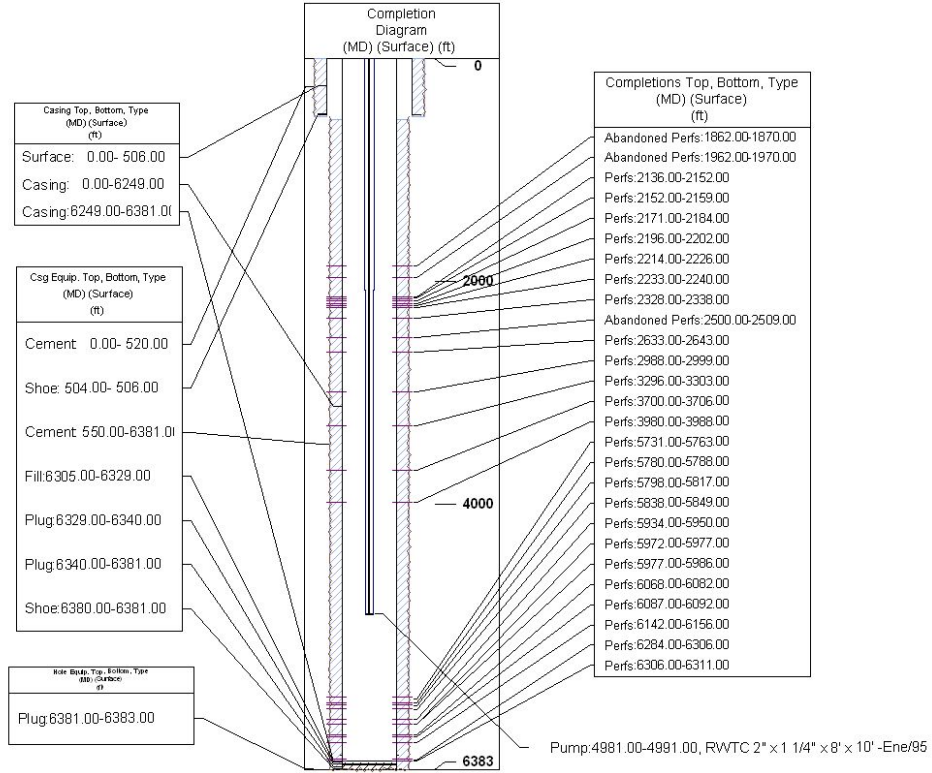 Completion
Diagram
(MD) (Surface) (ft)
0
2000
4000
6383
Casing Top, Bottom, Type
(MD) (Surface)
(ft)
Surface: 0.00- 506.00
Casing: 0.00-6249.00
Casing:6249.00-6381.0(
Csg Equip. Top, Bottom, Type
(MD) (Surface)
(ft)
Cement 0.00- 520.00
Shoe: 504.00- 506.00
Cement 550.00-6381.0(
Fill:6305.00-6329.00
Plug:6329.00-6340.00
Plug:6340.00-6381.00
Shoe:6380.00-6381.00
Hole Equip. Top, Bottom, Type
(MD) (Surface)
(ft)
Plug:6381.00-6383.00
Completions Top, Bottom, Type
(MD) (Surface)
(ft)
Abandoned Perfs:1862.00-1870.00
Abandoned Perfs:1962.00-1970.00
Perfs:2136.00-2152.00
Perfs:2152.00-2159.00
Perfs:2171.00-2184.00
Perfs:2196.00-2202.00
Perfs:2214.00-2226.00
Perfs:2233.00-2240.00
Perfs:2328.00-2338.00
Abandoned Perfs:2500.00-2509.00
Perfs:2633.00-2643.00
Perfs:2988.00-2999.00
Perfs:3296.00-3303.00
Perfs:3700.00-3706.00
Perfs:3980.00-3988.00
Perfs:5731.00-5763.00
Perfs:5780.00-5788.00
Perfs:5798.00-5817.00
Perfs:5838.00-5849.00
Perfs:5934.00-5950.00
Perfs:5972.00-5977.00
Perfs:5977.00-5986.00
Perfs:6068.00-6082.00
Perfs:6087.00-6092.00
Perfs:6142.00-6156.00
Perfs:6284.00-6306.00
Perfs:6306.00-6311.00
Pump:4981.00-4991.00, RWTC 2" x 1 1/4" x 8' x 10' -Ene/95